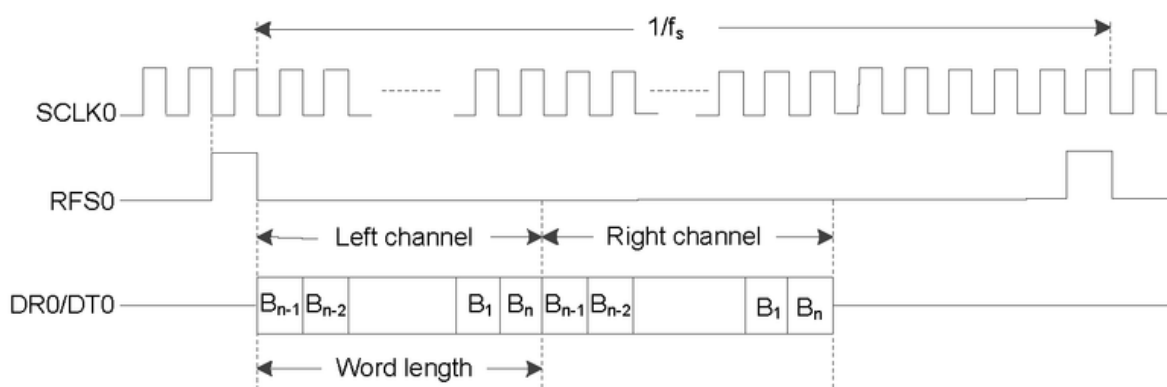 1/fs
SCLK0
RFS0
Left channel Right channel
DR0/DT0 Bn-1 Bn-2 B1 Bn Bn-1 Bn-2 B1 Bn
Word length